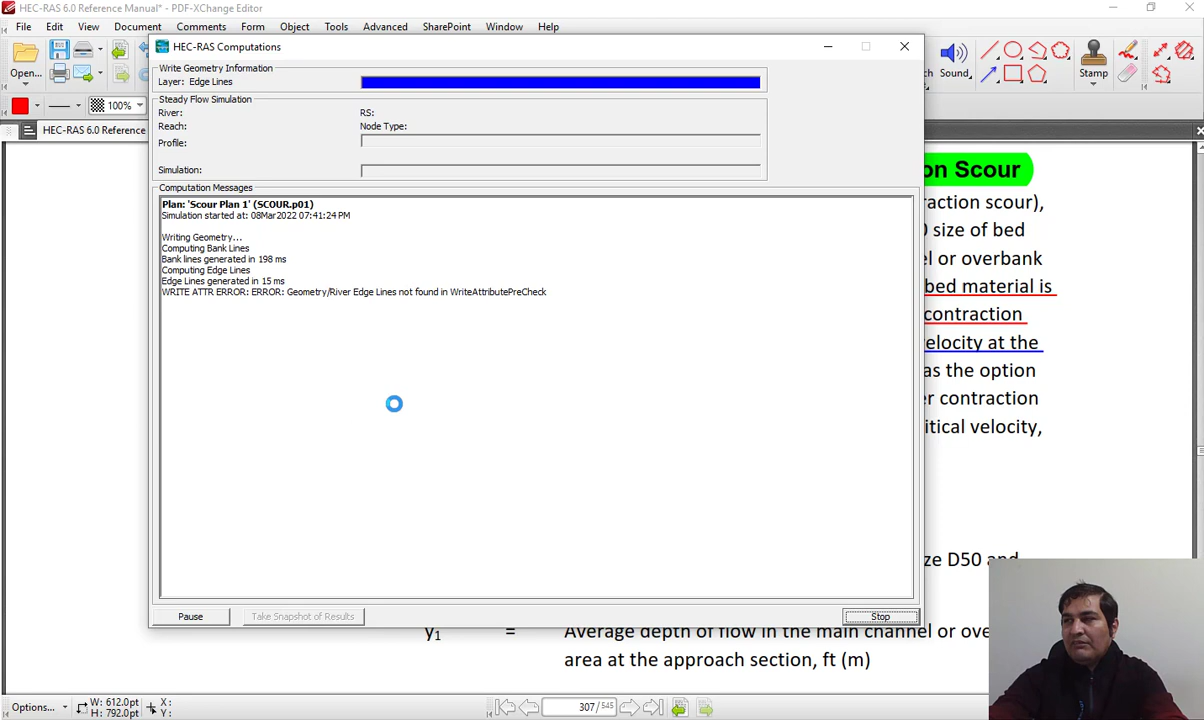 HEC-RAS 6.0 Reference Manual* - PDF-XChange Editor
File Edit View Document Comments Form Object Tools Advanced SharePoint Window Help
Open...
Sound
Stamp
100%
HEC-RAS 6.0 Reference
HEC-RAS Computations
Write Geometry Information
Layer: Edge Lines
Steady Flow Simulation
River: RS:
Reach: Node Type:
Profile:
Simulation:
Computation Messages
Plan: 'Scour Plan 1' (SCOUR.p01)
Simulation started at: 08Mar2022 07:41:24 PM
Writing Geometry...
Computing Bank Lines
Bank lines generated in 198 ms
Computing Edge Lines
Edge Lines generated in 15 ms
WRITE ATTR ERROR: ERROR: Geometry/River Edge Lines not found in WriteAttributePreCheck
Pause Take Snapshot of Results Stop
on Scour
raction scour),
0 size of bed
el or overbank
bed material is
contraction
velocity at the
as the option
er contraction
itical velocity,
ze D50 and
y1 = Average depth of flow in the main channel or ove
area at the approach section, ft (m)
Options... W: 612.0pt X:
H: 792.0pt Y:
307 / 545